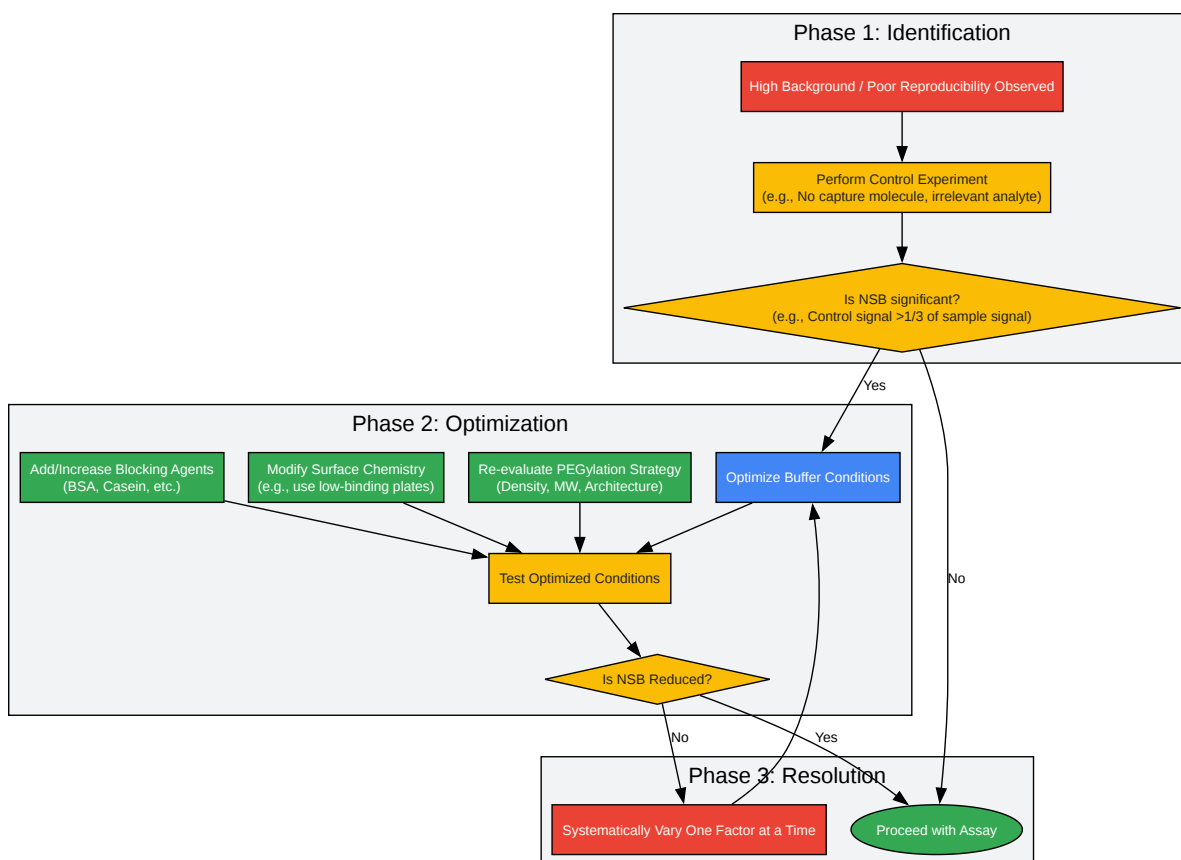 Phase 1: Identification
High Background / Poor Reproducibility Observed
Perform Control Experiment
(e.g., No capture molecule, irrelevant analyte)
Is NSB significant?
(e.g., Control signal >1/3 of sample signal)
Yes
No
Phase 2: Optimization
Add/Increase Blocking Agents
(BSA, Casein, etc.)
Modify Surface Chemistry
(e.g., use low-binding plates)
Re-evaluate PEGylation Strategy
(Density, MW, Architecture)
Optimize Buffer Conditions
Test Optimized Conditions
Is NSB Reduced?
No
Yes
Phase 3: Resolution
Systematically Vary One Factor at a Time
Proceed with Assay